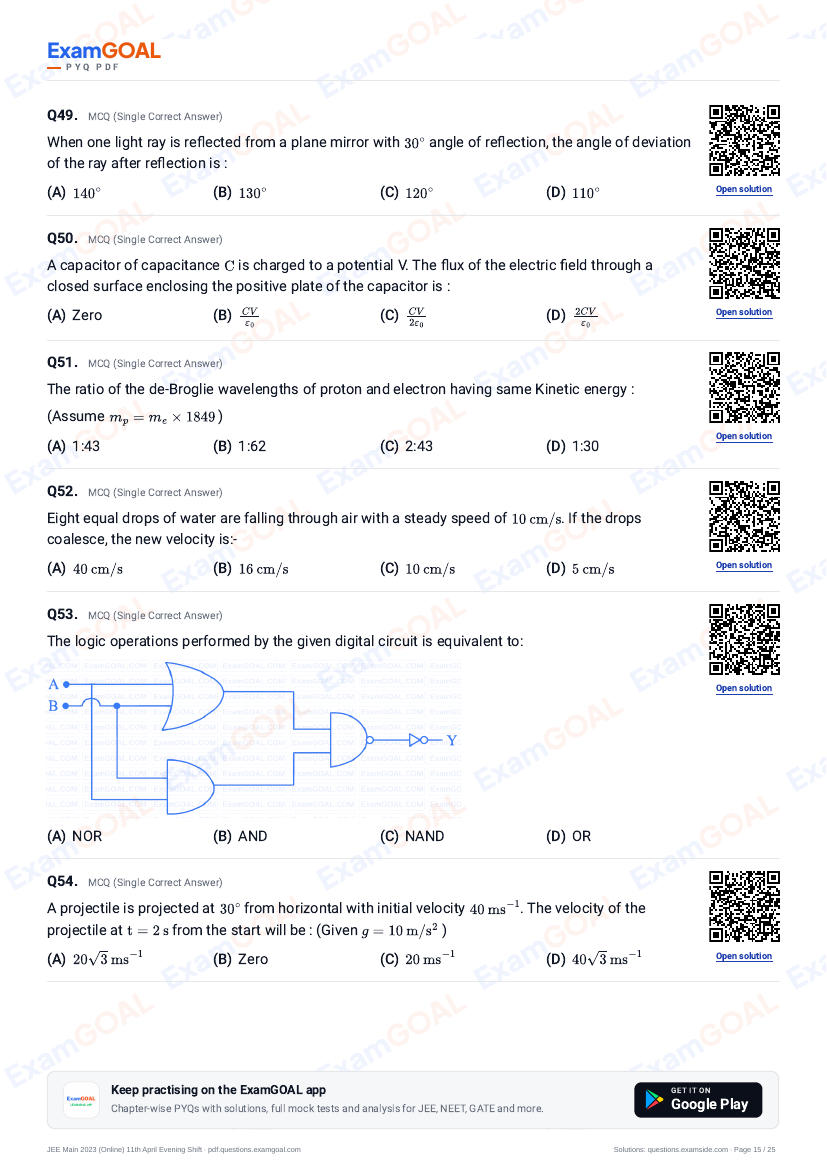 ExamGOAL
PYQ PDF
Q49. MCQ (Single Correct Answer)
When one light ray is reflected from a plane mirror with 30° angle of reflection, the angle of deviation
of the ray after reflection is :
(A) 140° (B) 130° (C) 120° (D) 110°
Open solution
Q50. MCQ (Single Correct Answer)
A capacitor of capacitance C is charged to a potential V. The flux of the electric field through a
closed surface enclosing the positive plate of the capacitor is :
(A) Zero (B) $\frac{CV}{\varepsilon_0}$ (C) $\frac{CV}{2\varepsilon_0}$ (D) $\frac{2CV}{\varepsilon_0}$
Open solution
Q51. MCQ (Single Correct Answer)
The ratio of the de-Broglie wavelengths of proton and electron having same Kinetic energy :
(Assume $m_p = m_e \times 1849$ )
(A) 1:43 (B) 1:62 (C) 2:43 (D) 1:30
Open solution
Q52. MCQ (Single Correct Answer)
Eight equal drops of water are falling through air with a steady speed of 10 cm/s. If the drops
coalesce, the new velocity is:-
(A) 40 cm/s (B) 16 cm/s (C) 10 cm/s (D) 5 cm/s
Open solution
Q53. MCQ (Single Correct Answer)
The logic operations performed by the given digital circuit is equivalent to:
Open solution
A
B
Y
(A) NOR (B) AND (C) NAND (D) OR
Q54. MCQ (Single Correct Answer)
A projectile is projected at 30° from horizontal with initial velocity 40 ms⁻¹. The velocity of the
projectile at t = 2 s from the start will be : (Given $g = 10$ m/s² )
(A) 20√3 ms⁻¹ (B) Zero (C) 20 ms⁻¹ (D) 40√3 ms⁻¹
Open solution
ExamGOAL
Keep practising on the ExamGOAL app
Chapter-wise PYQs with solutions, full mock tests and analysis for JEE, NEET, GATE and more.
GET IT ON
Google Play
JEE Main 2023 (Online) 11th April Evening Shift · pdf.questions.examgoal.com
Solutions: questions.examside.com · Page 15 / 25